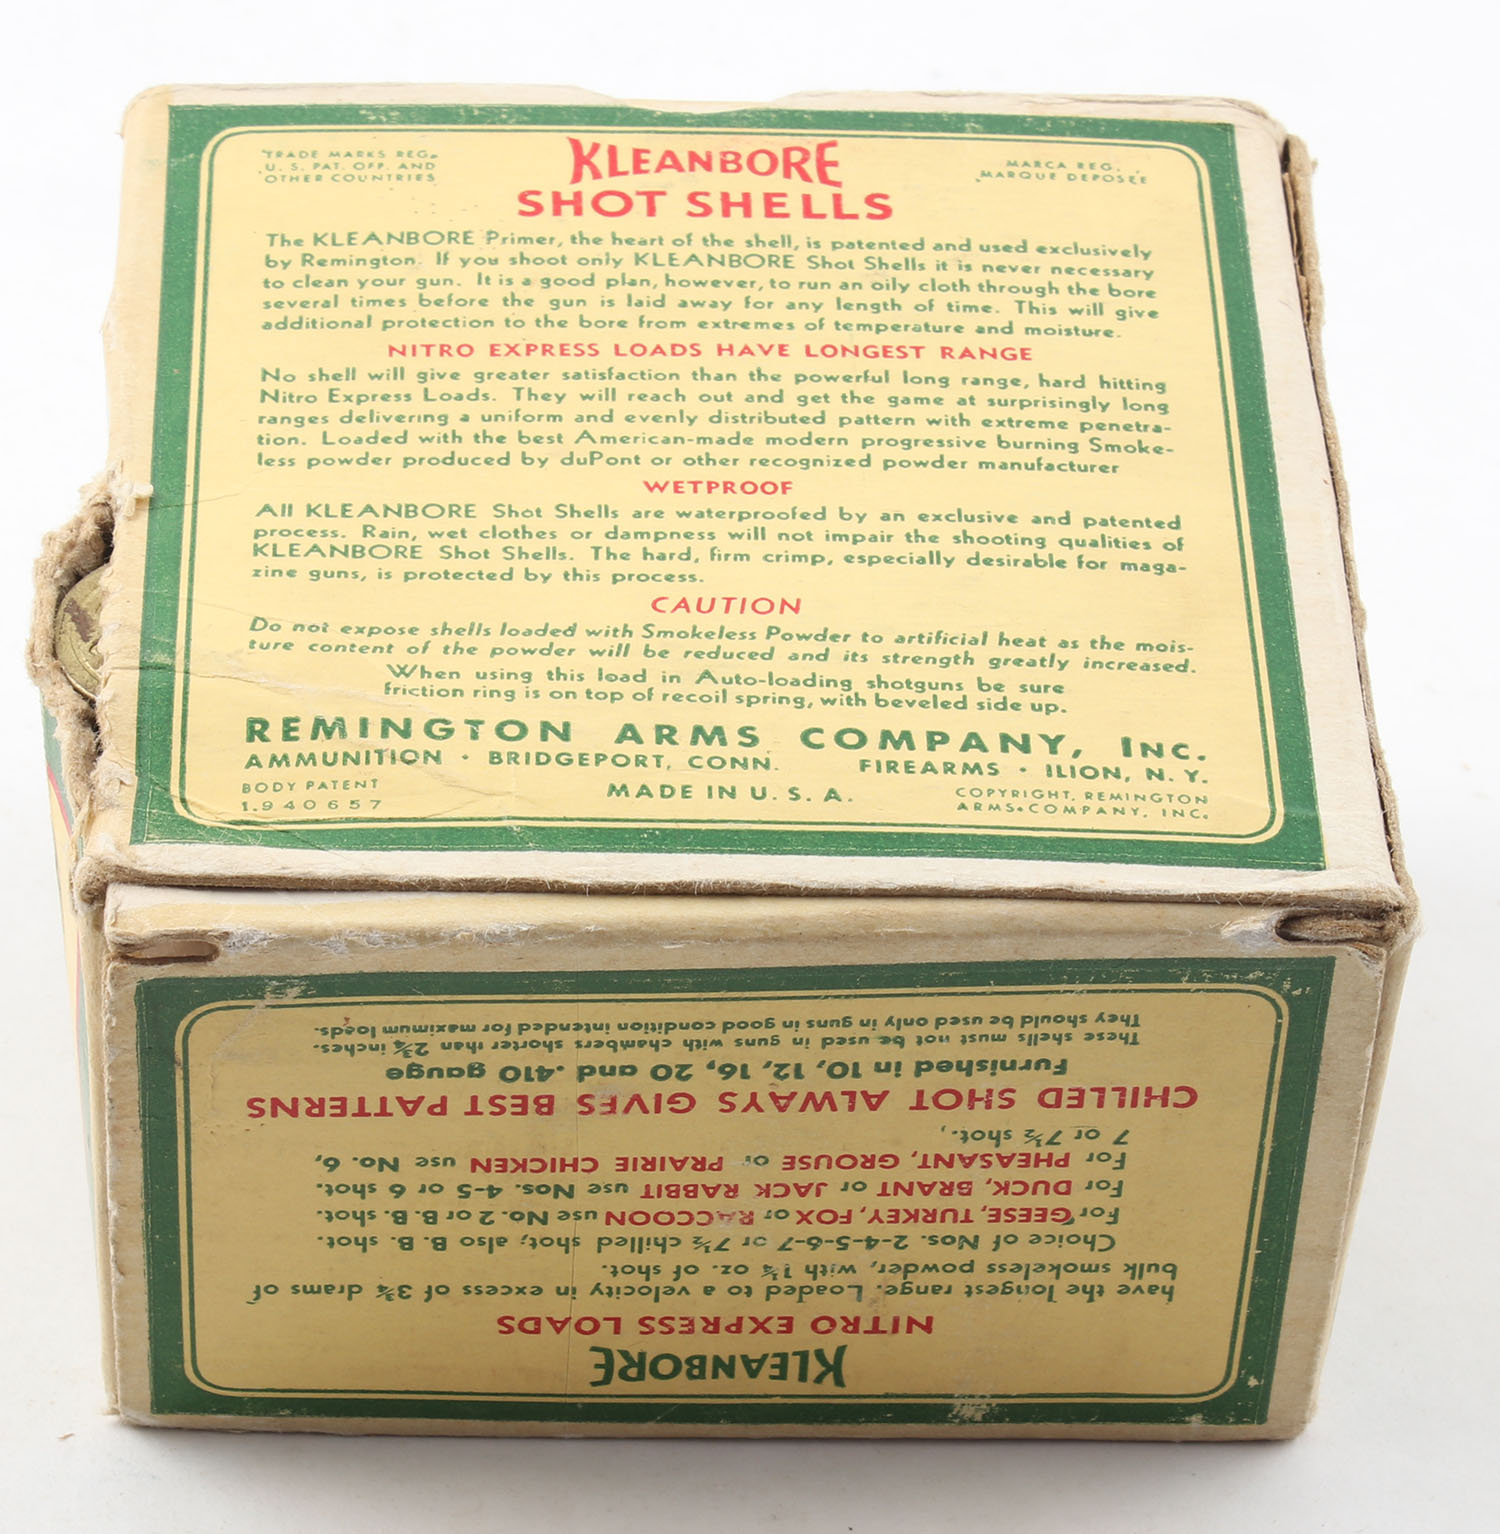 TRADE MARKS REG.
U. S. PAT. OFF. AND
OTHER COUNTRIES
KLEANBORE
MARCA REG.
MARQUE DEPOSÉE
SHOT SHELLS
The KLEANBORE Primer, the heart of the shell, is patented and used exclusively
by Remington. If you shoot only KLEANBORE Shot Shells it is never necessary
to clean your gun. It is a good plan, however, to run an oily cloth through the bore
several times before the gun is laid away for any length of time. This will give
additional protection to the bore from extremes of temperature and moisture.
NITRO EXPRESS LOADS HAVE LONGEST RANGE
No shell will give greater satisfaction than the powerful long range, hard hitting
Nitro Express Loads. They will reach out and get the game at surprisingly long
ranges delivering a uniform and evenly distributed pattern with extreme penetra-
tion. Loaded with the best American-made modern progressive burning Smoke-
less powder produced by duPont or other recognized powder manufacturer
WETPROOF
All KLEANBORE Shot Shells are waterproofed by an exclusive and patented
process. Rain, wet clothes or dampness will not impair the shooting qualities of
KLEANBORE Shot Shells. The hard, firm crimp, especially desirable for maga-
zine guns, is protected by this process.
CAUTION
Do not expose shells loaded with Smokeless Powder to artificial heat as the mois-
ture content of the powder will be reduced and its strength greatly increased.
When using this load in Auto-loading shotguns be sure
friction ring is on top of recoil spring, with beveled side up.
REMINGTON ARMS COMPANY, INC.
AMMUNITION · BRIDGEPORT, CONN. FIREARMS · ILION, N. Y.
BODY PATENT
1.940657
MADE IN U. S. A.
COPYRIGHT, REMINGTON
ARMS COMPANY, INC.
KLEANBORE
NITRO EXPRESS LOADS
have the longest range. Loaded to a velocity in excess of 3¾ drams of
bulk smokeless powder, with 1¼ oz. of shot.
Choice of Nos. 2-4-5-6-7 or 7½ chilled shot; also B. B. shot.
For GEESE, TURKEY, FOX or RACCOON use No. 2 or B. B. shot.
For DUCK, BRANT or JACK RABBIT use Nos. 4-5 or 6 shot.
For PHEASANT, GROUSE or PRAIRIE CHICKEN use No. 6,
7 or 7½ shot.
CHILLED SHOT ALWAYS GIVES BEST PATTERNS
Furnished in 10, 12, 16, 20 and .410 gauge
These shells must not be used in guns with chambers shorter than 2¾ inches.
They should be used only in guns in good condition intended for maximum loads.